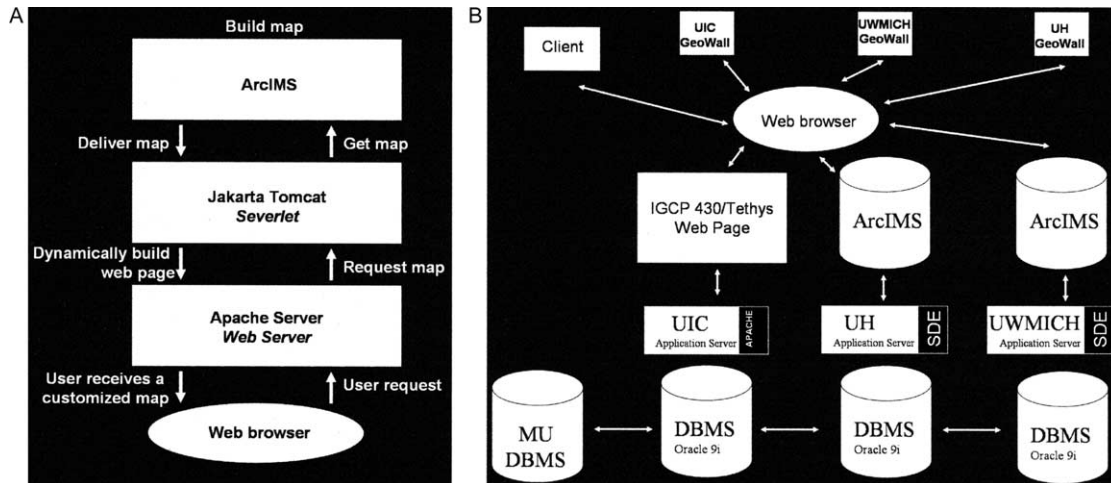 A
Build map
ArcIMS
Deliver map
Get map
Jakarta Tomcat
Severlet
Dynamically build
web page
Request map
Apache Server
Web Server
User receives a
customized map
User request
Web browser
B
Client
UIC
GeoWall
UWMICH
GeoWall
UH
GeoWall
Web browser
IGCP 430/Tethys
Web Page
ArcIMS
ArcIMS
UIC
Application Server
APACHE
UH
Application Server
SDE
UWMICH
Application Server
SDE
MU
DBMS
DBMS
Oracle 9i
DBMS
Oracle 9i
DBMS
Oracle 9i